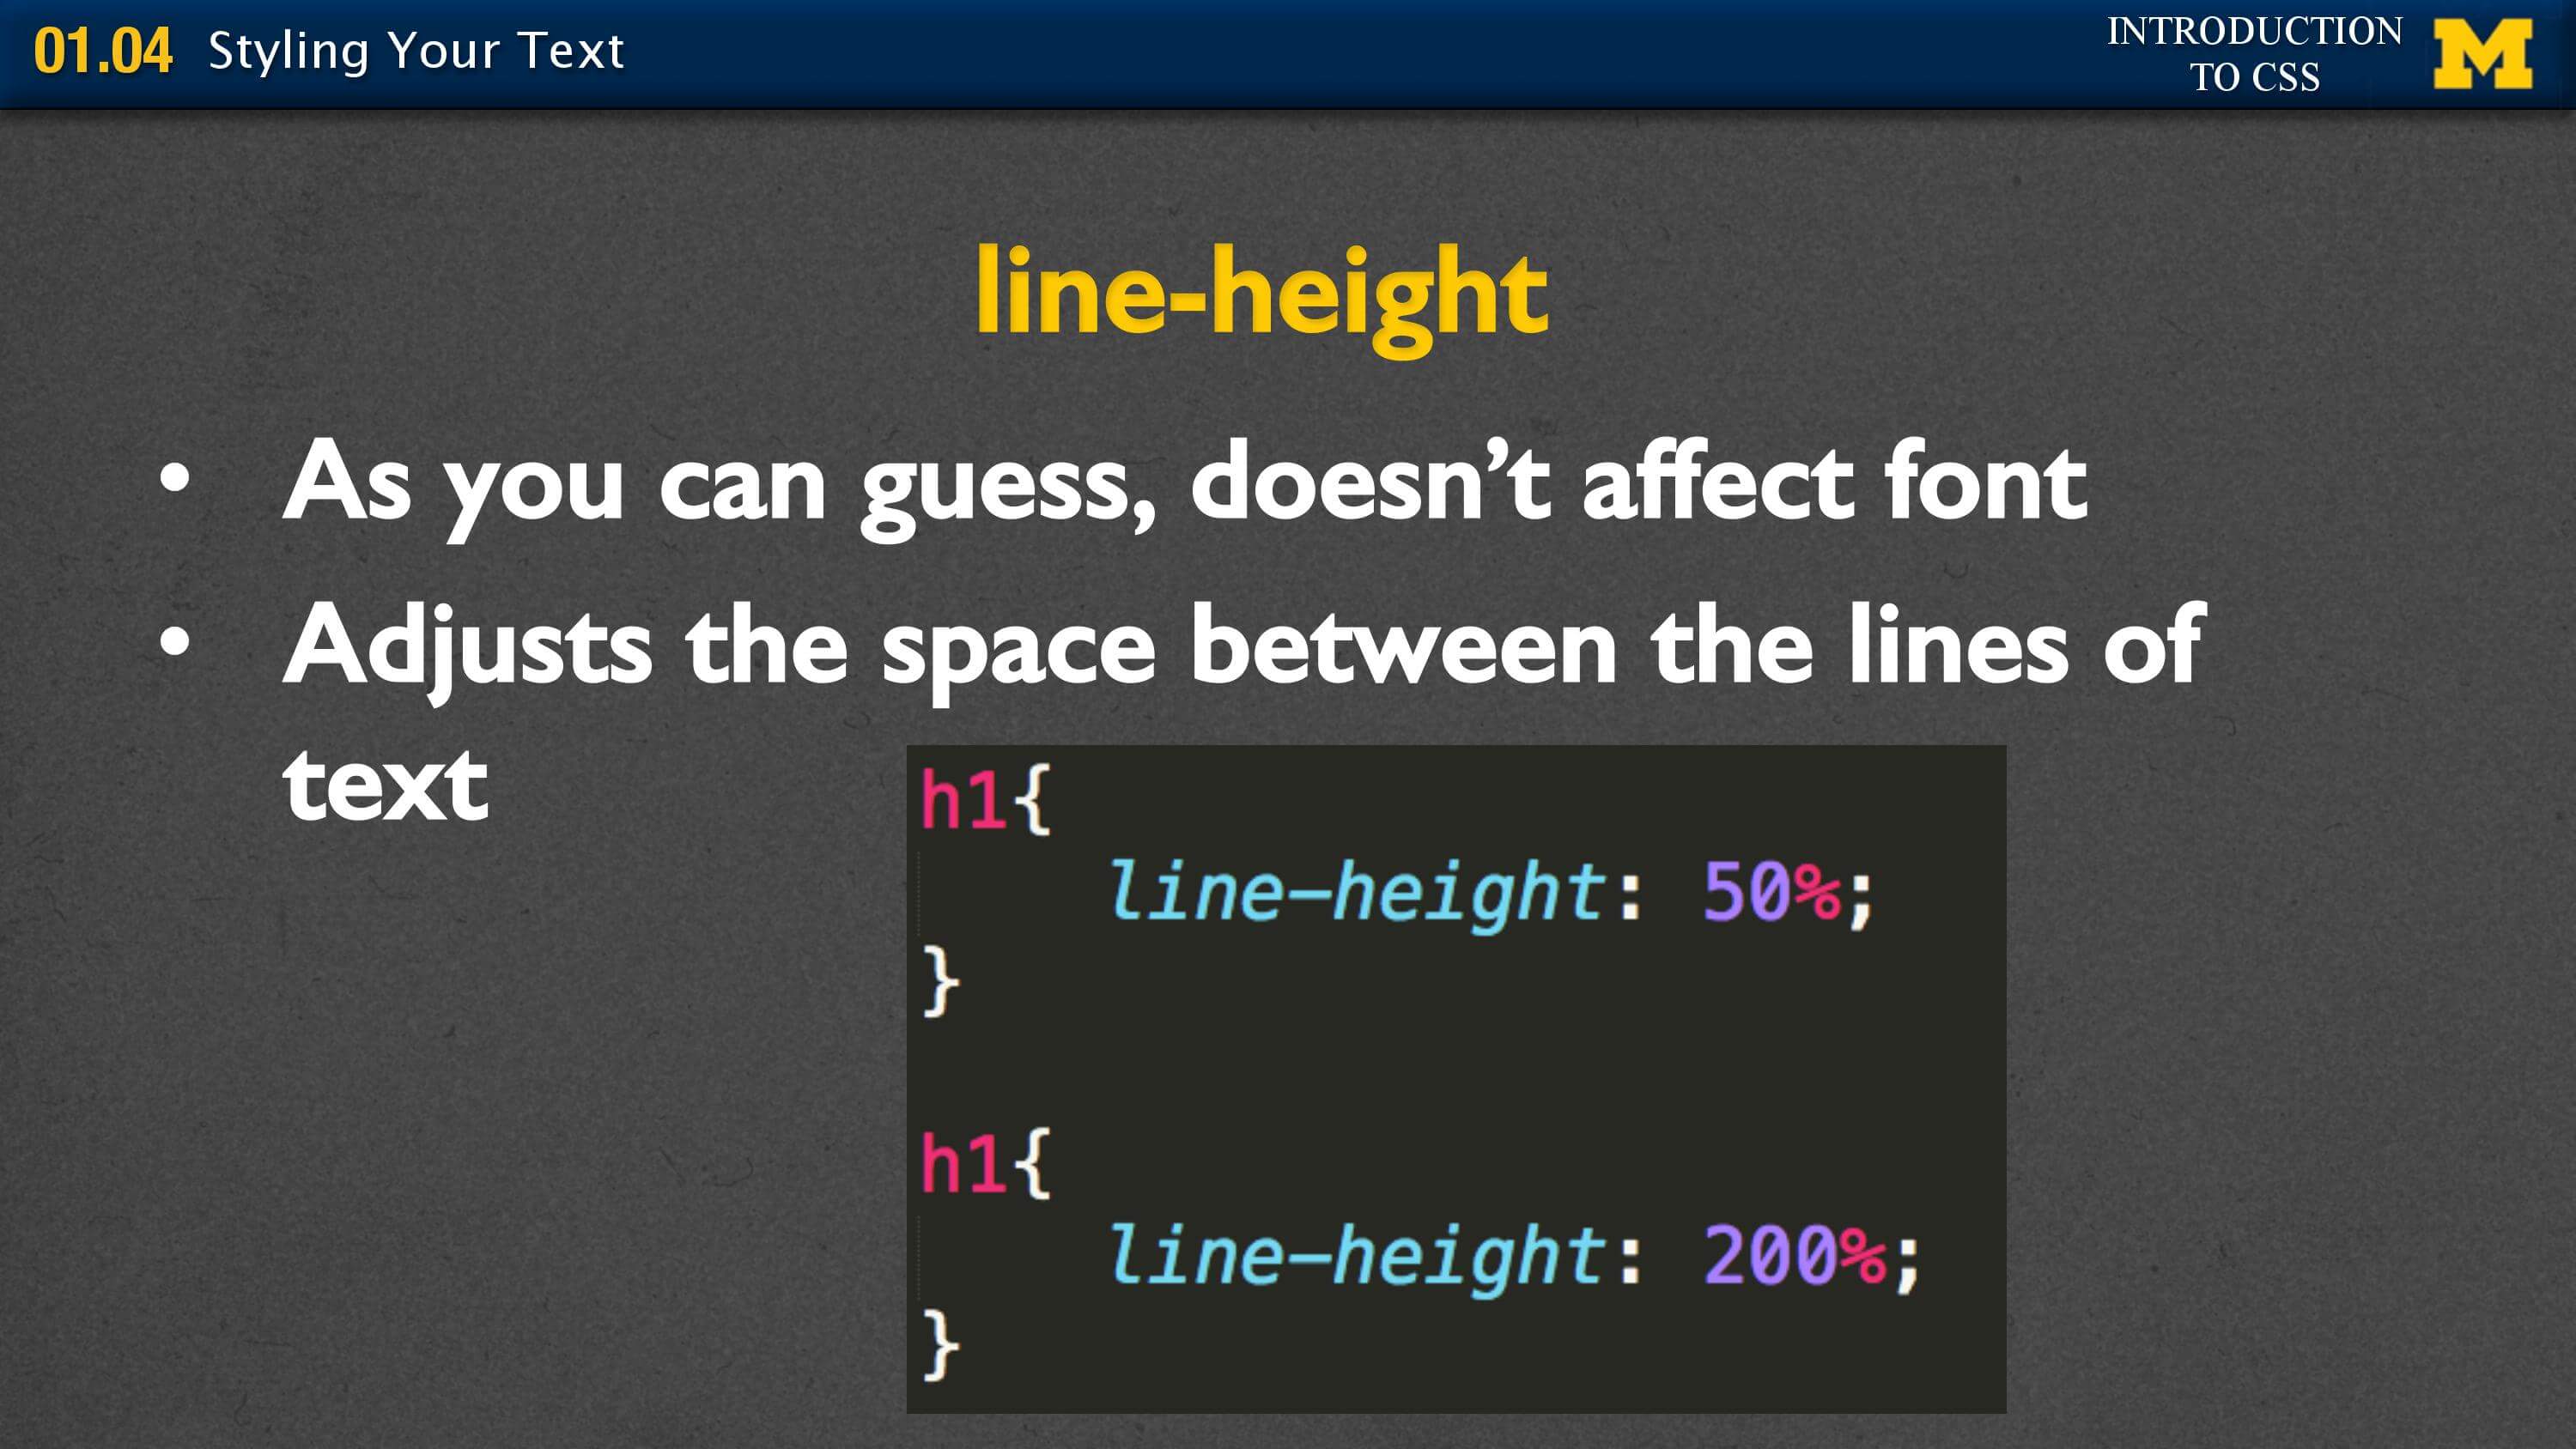 01.04 Styling Your Text
INTRODUCTION
TO CSS
M
line-height
• As you can guess, doesn’t affect font
• Adjusts the space between the lines of
text
h1{
line-height: 50%;
}
h1{
line-height: 200%;
}